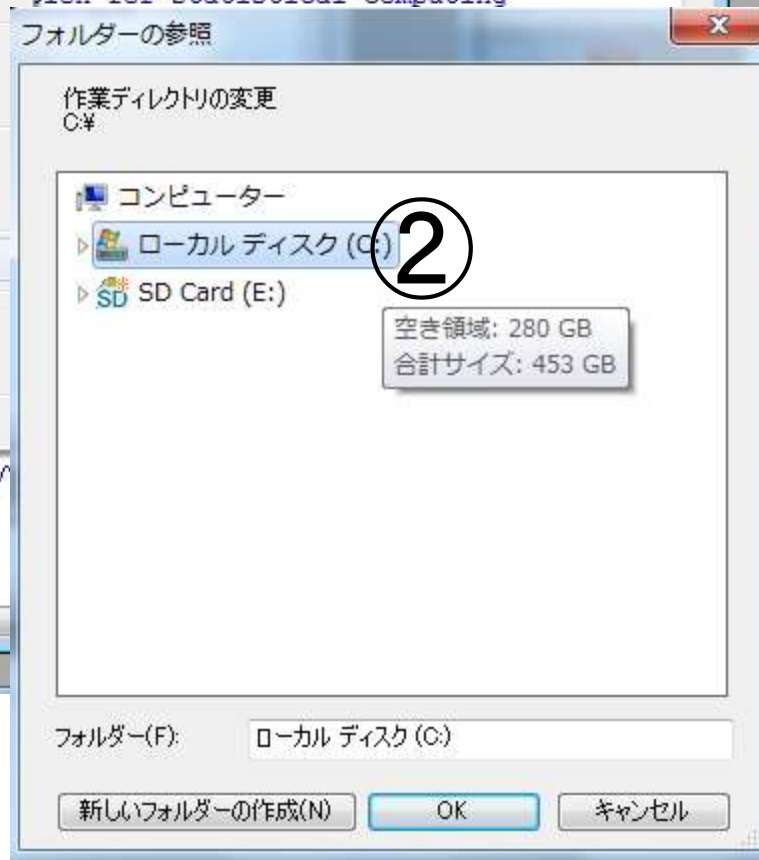 フォルダーの参照
作業ディレクトリの変更
C:¥
コンピューター
ローカル ディスク (C:)
②
SD Card (E:)
空き領域: 280 GB
合計サイズ: 453 GB
フォルダー(F):
ローカル ディスク (C:)
新しいフォルダーの作成(N)
OK
キャンセル